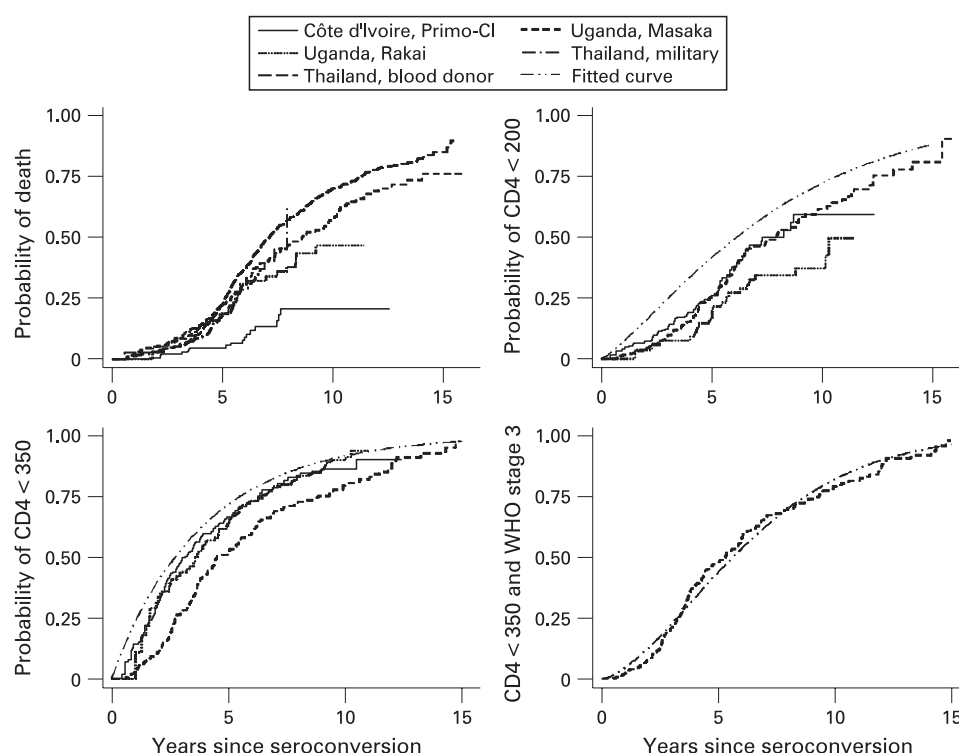 Côte d'Ivoire, Primo-CI
Uganda, Masaka
Uganda, Rakai
Thailand, military
Thailand, blood donor
Fitted curve
Probability of death
1.00
0.75
0.50
0.25
0
0 5 10 15
Probability of CD4 < 200
1.00
0.75
0.50
0.25
0
0 5 10 15
Probability of CD4 < 350
1.00
0.75
0.50
0.25
0
0 5 10 15
Years since seroconversion
CD4 < 350 and WHO stage 3
1.00
0.75
0.50
0.25
0
0 5 10 15
Years since seroconversion